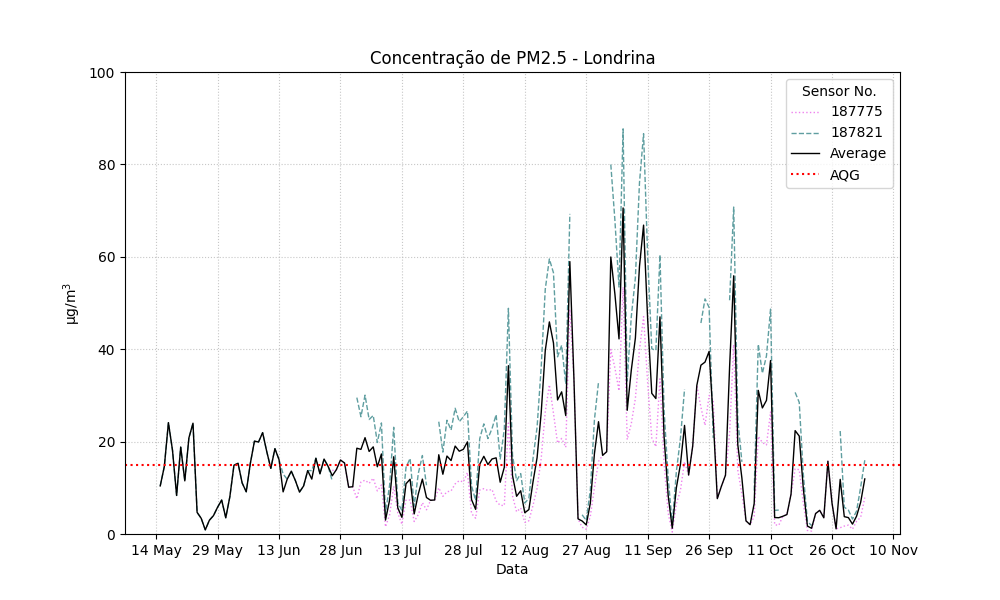 Concentração de PM2.5 - Londrina
100
80
60
40
20
0
µg/m³
Sensor No.
187775
187821
Average
AQG
14 May 29 May 13 Jun 28 Jun 13 Jul 28 Jul 12 Aug 27 Aug 11 Sep 26 Sep 11 Oct 26 Oct 10 Nov
Data